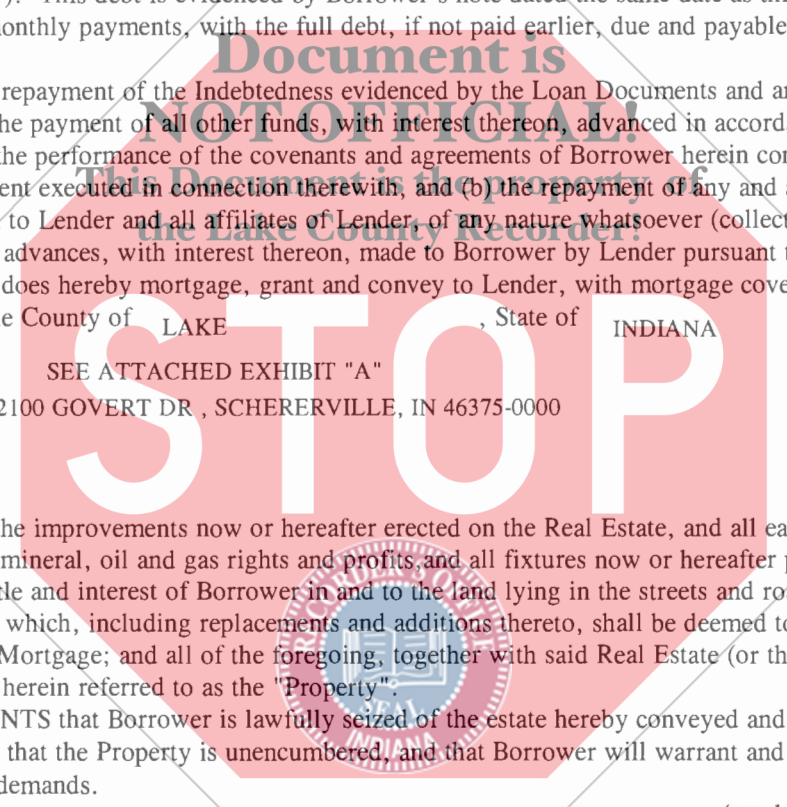 ). This debt is evidenced by Borrower's note dated the same date as this
monthly payments, with the full debt, if not paid earlier, due and payable
Document is
repayment of the Indebtedness evidenced by the Loan Documents and
NOT OFFICIAL!
the payment of all other funds, with interest thereon, advanced in accord
the performance of the covenants and agreements of Borrower herein con
This Document is the property of
ent executed in connection therewith, and (b) the repayment of any and a
the Lake County Recorder!
to Lender and all affiliates of Lender, of any nature whatsoever (collect
advances, with interest thereon, made to Borrower by Lender pursuant t
does hereby mortgage, grant and convey to Lender, with mortgage cove
e County of LAKE , State of INDIANA
SEE ATTACHED EXHIBIT "A"
2100 GOVERT DR , SCHERERVILLE, IN 46375-0000
STOP
he improvements now or hereafter erected on the Real Estate, and all ea
mineral, oil and gas rights and profits,and all fixtures now or hereafter p
tle and interest of Borrower in and to the land lying in the streets and ro
which, including replacements and additions thereto, shall be deemed to
Mortgage; and all of the foregoing, together with said Real Estate (or th
herein referred to as the "Property".
NTS that Borrower is lawfully seized of the estate hereby conveyed and
that the Property is unencumbered, and that Borrower will warrant and
demands.
RECORDER'S OFFICE
SEAL
INDIANA